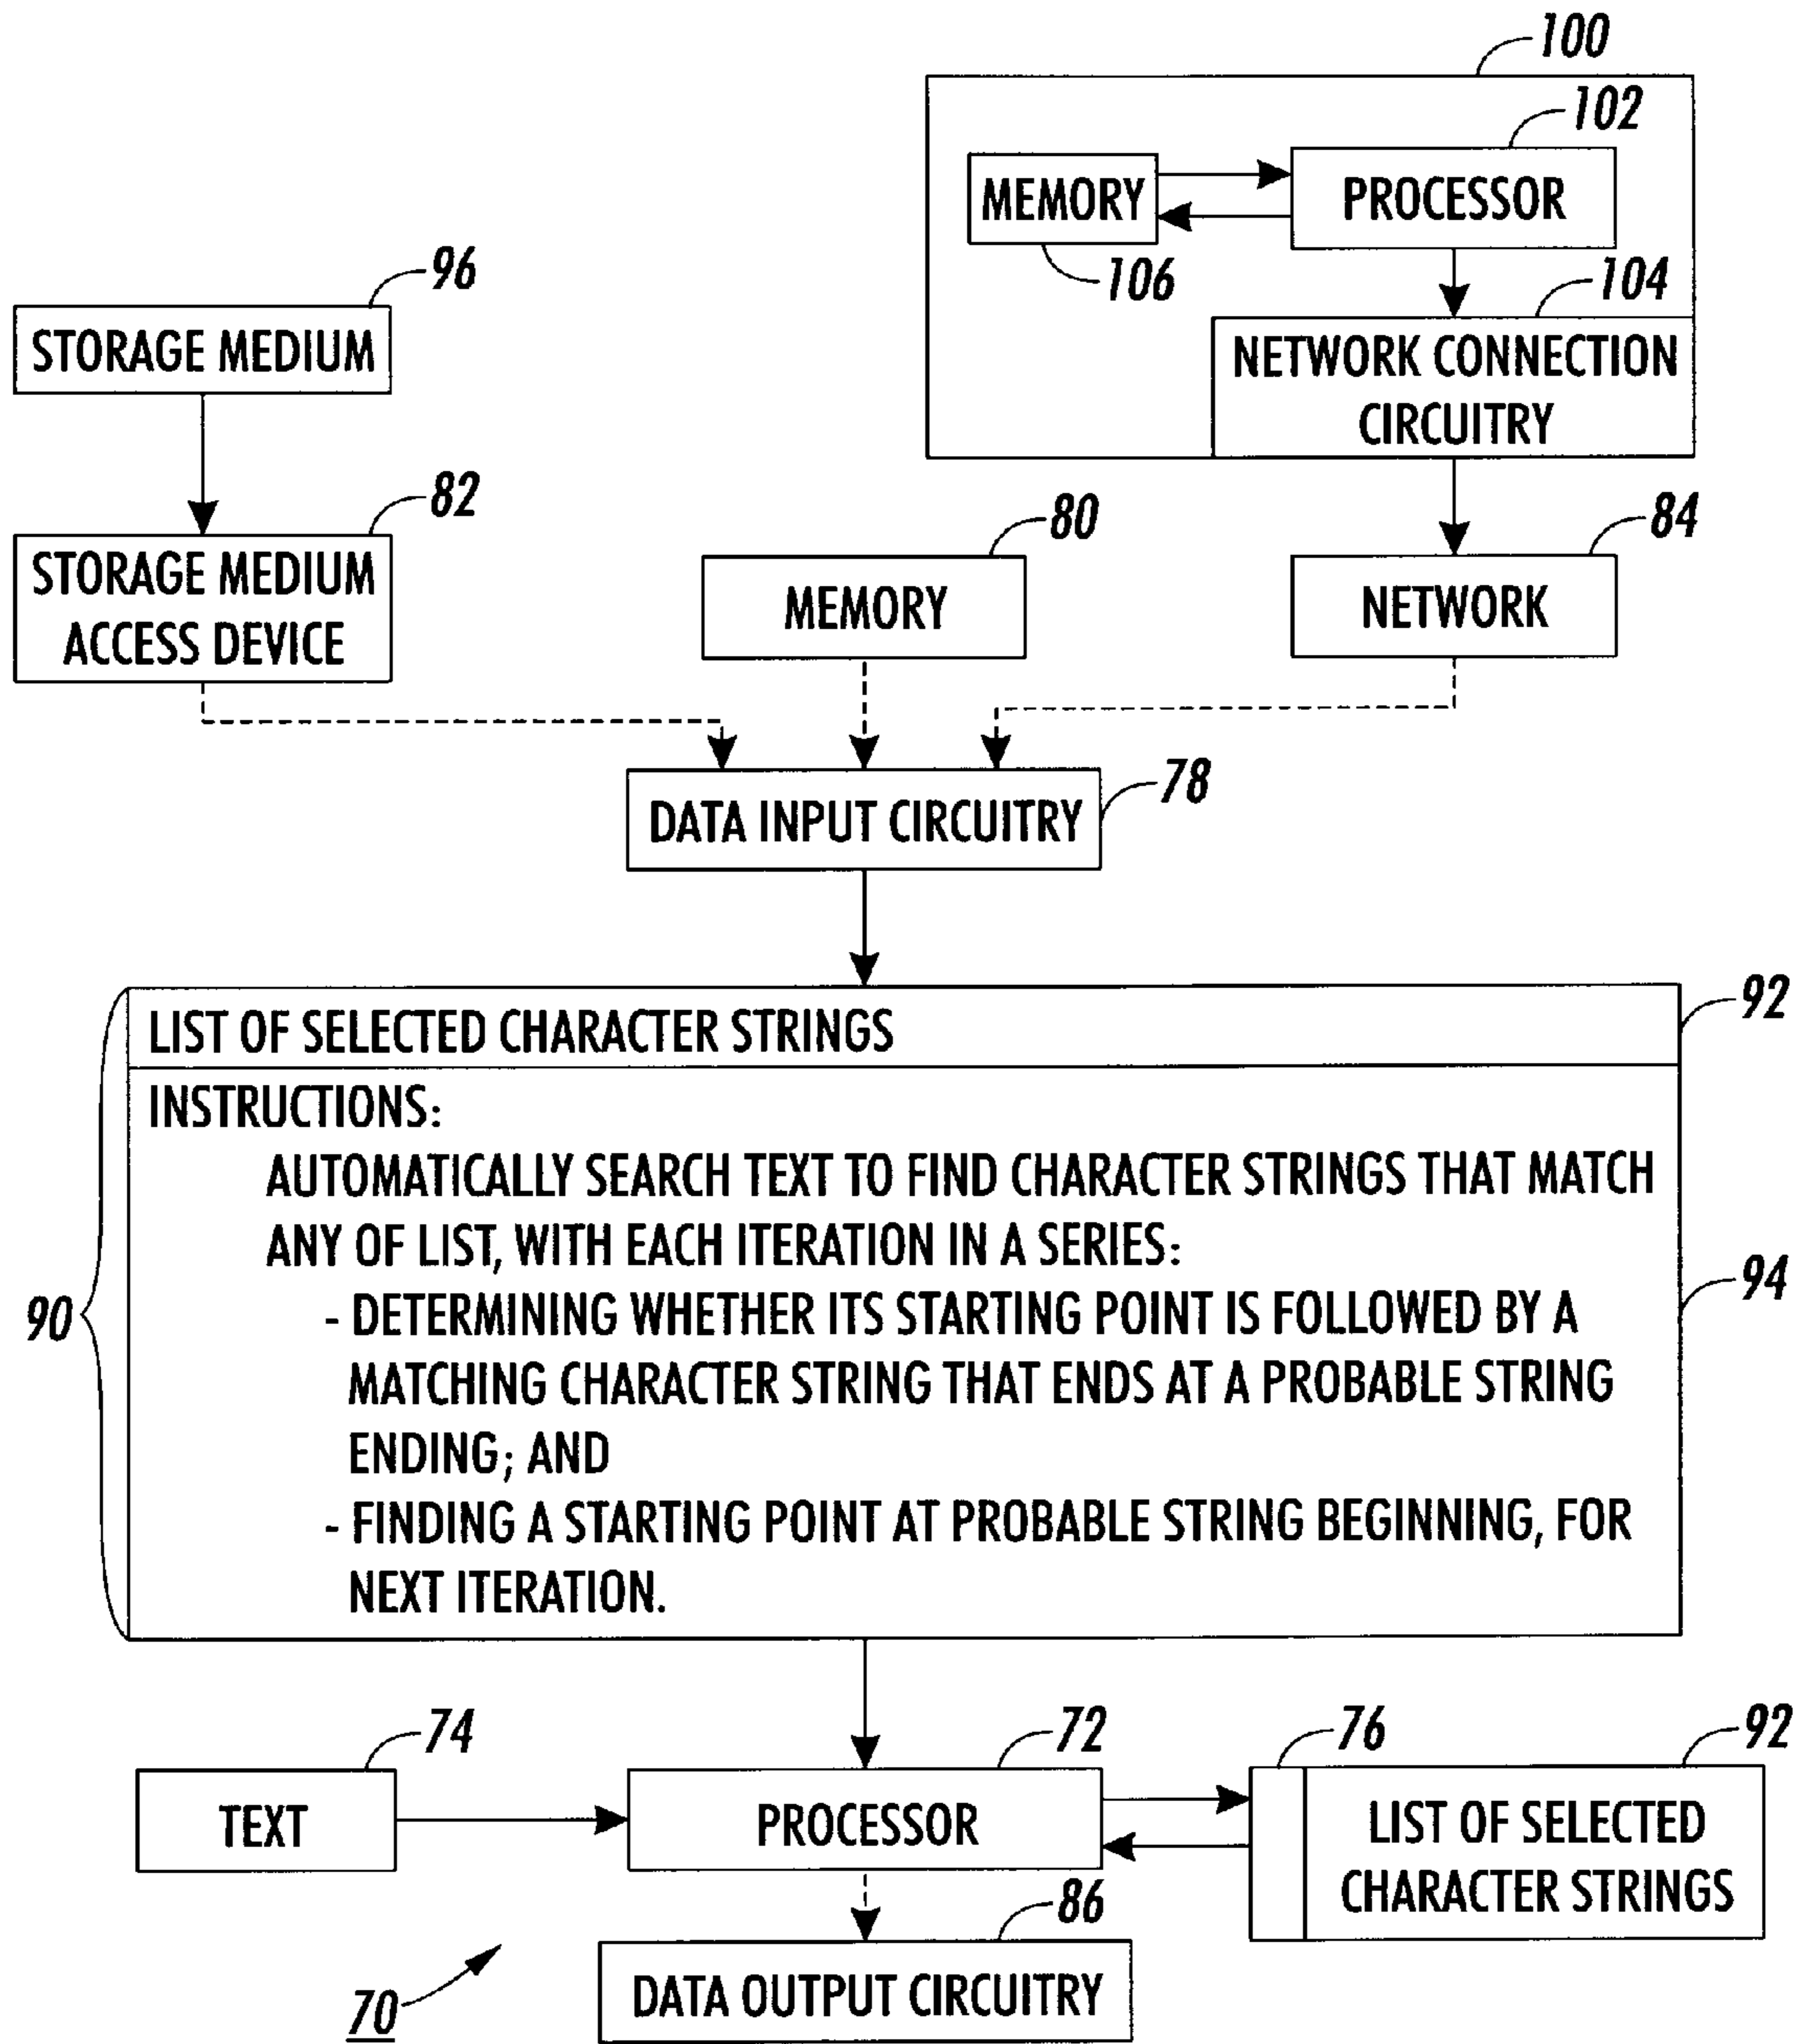 100
102
MEMORY
PROCESSOR
106
96
104
STORAGE MEDIUM
NETWORK CONNECTION
CIRCUITRY
82
80
84
STORAGE MEDIUM
ACCESS DEVICE
MEMORY
NETWORK
78
DATA INPUT CIRCUITRY
92
LIST OF SELECTED CHARACTER STRINGS
INSTRUCTIONS:
AUTOMATICALLY SEARCH TEXT TO FIND CHARACTER STRINGS THAT MATCH
ANY OF LIST, WITH EACH ITERATION IN A SERIES:
94
90
- DETERMINING WHETHER ITS STARTING POINT IS FOLLOWED BY A
MATCHING CHARACTER STRING THAT ENDS AT A PROBABLE STRING
ENDING; AND
- FINDING A STARTING POINT AT PROBABLE STRING BEGINNING, FOR
NEXT ITERATION.
74
72
76
92
TEXT
PROCESSOR
LIST OF SELECTED
CHARACTER STRINGS
86
DATA OUTPUT CIRCUITRY
70